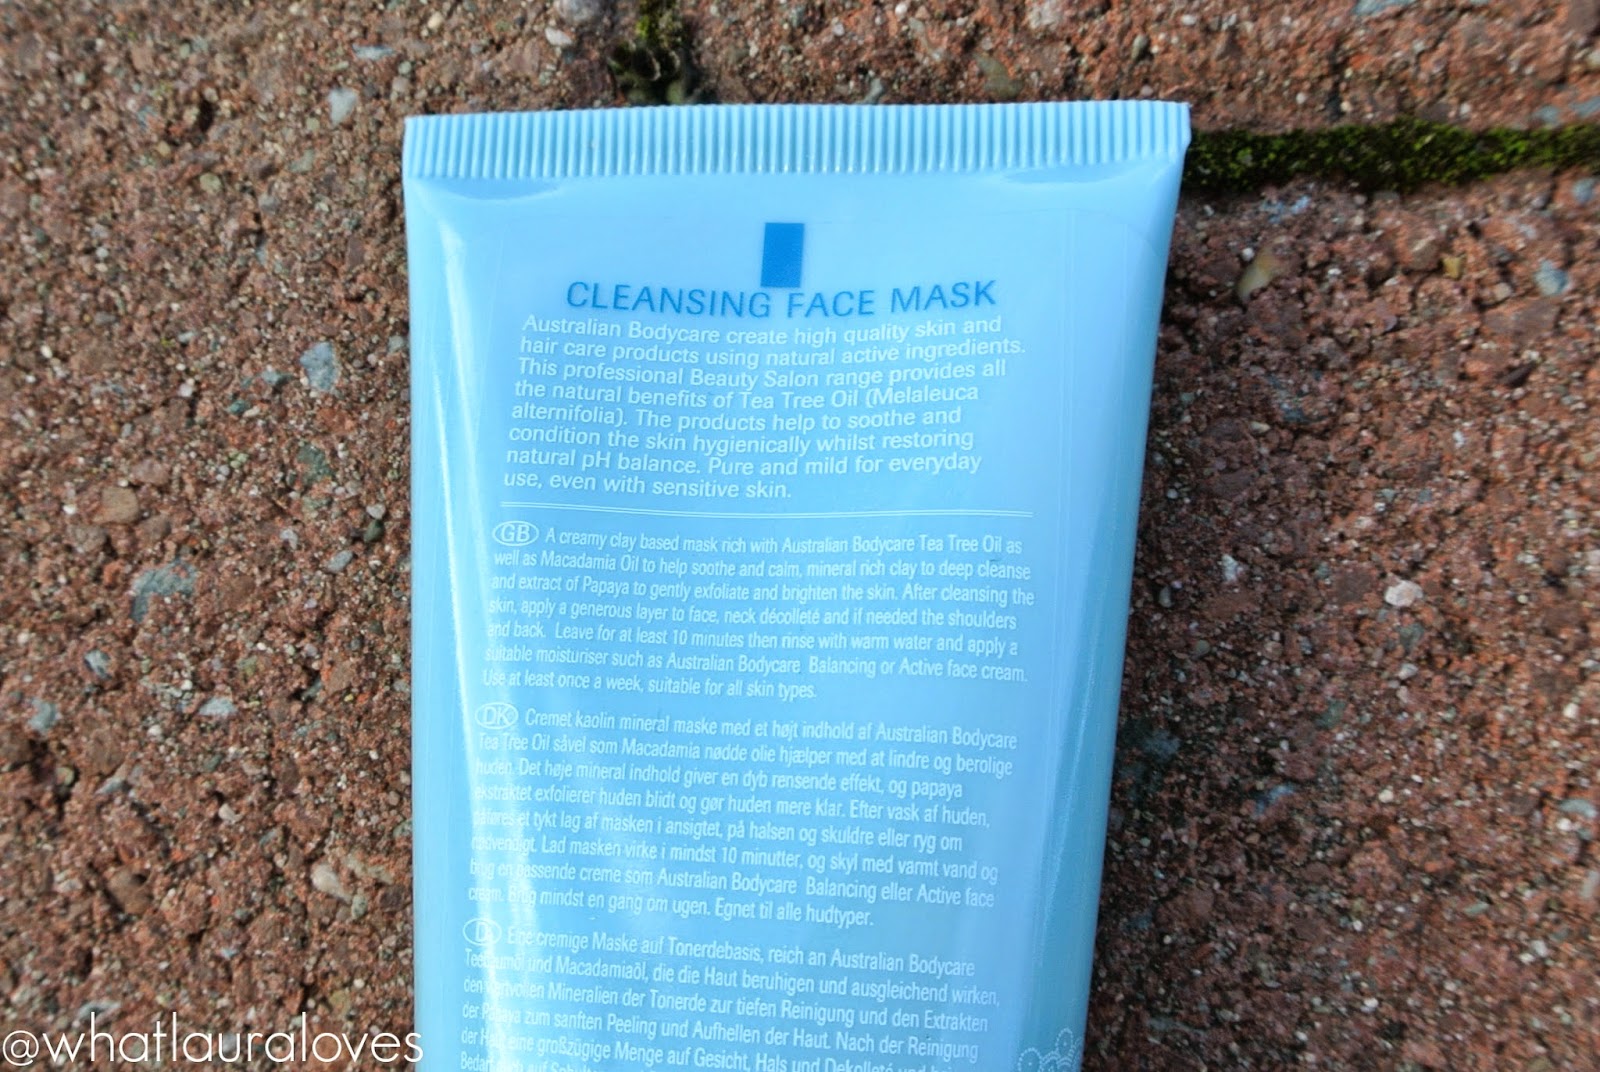 CLEANSING FACE MASK
Australian Bodycare create high quality skin and
hair care products using natural active ingredients.
This professional Beauty Salon range provides all
the natural benefits of Tea Tree Oil (Melaleuca
alternifolia). The products help to soothe and
condition the skin hygienically whilst restoring
natural pH balance. Pure and mild for everyday
use, even with sensitive skin.
GB A creamy clay based mask rich with Australian Bodycare Tea Tree Oil as
well as Macadamia Oil to help soothe and calm, mineral rich clay to deep cleanse
and extract of Papaya to gently exfoliate and brighten the skin. After cleansing the
skin, apply a generous layer to face, neck décolleté and if needed the shoulders
and back. Leave for at least 10 minutes then rinse with warm water and apply a
suitable moisturiser such as Australian Bodycare Balancing or Active face cream.
Use at least once a week, suitable for all skin types.
DK Cremet kaolin mineral maske med et højt indhold af Australian Bodycare
Tea Tree Oil såvel som Macadamia nødde olie hjælper med at lindre og berolige
huden. Det høje mineral indhold giver en dyb rensende effekt, og papaya
ekstraktet exfolierer huden blidt og gør huden mere klar. Efter vask af huden,
påføres et tykt lag af masken i ansigtet, på halsen og skuldre eller ryg om
nødvendigt. Lad masken virke i mindst 10 minutter, og skyl med varmt vand og
brug en passende creme som Australian Bodycare Balancing eller Active face
cream. Brug mindst en gang om ugen. Egnet til alle hudtyper.
D Eine cremige Maske auf Tonerdebasis, reich an Australian Bodycare
Teebaumöl und Macadamiaöl, die die Haut beruhigen und ausgleichend wirken,
den wertvollen Mineralien der Tonerde zur tiefen Reinigung und den Extrakten
der Papaya zum sanften Peeling und Aufhellen der Haut. Nach der Reinigung
der Haut eine großzügige Menge auf Gesicht, Hals und Dekolleté und
Bedarf auch auf
@whatlauraloves